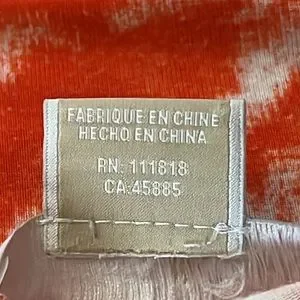 FABRIQUE EN CHINE
HECHO EN CHINA
RN: 111818
CA:45885